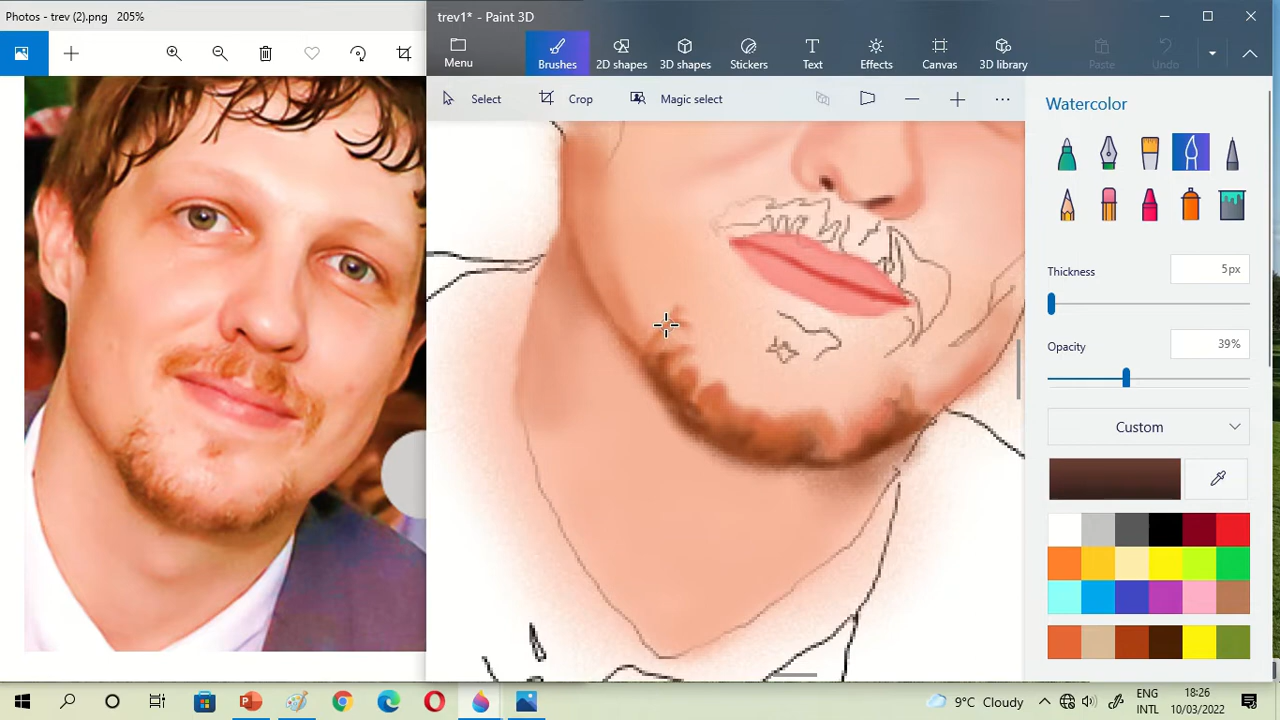 Photos - trev (2).png 205%
trev1* - Paint 3D
Menu
Brushes
2D shapes
3D shapes
Stickers
Text
Effects
Canvas
3D library
Paste
Undo
Select
Crop
Magic select
Watercolor
Thickness
5px
Opacity
39%
Custom
9°C Cloudy
ENG
INTL
18:26
10/03/2022